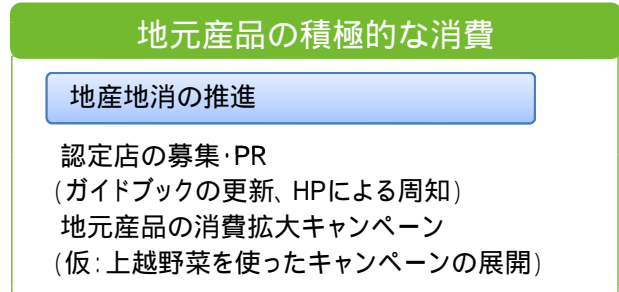 地元産品の積極的な消費
地産地消の推進
認定店の募集･PR
(ガイドブックの更新、HPによる周知)
地元産品の消費拡大キャンペーン
(仮:上越野菜を使ったキャンペーンの展開)